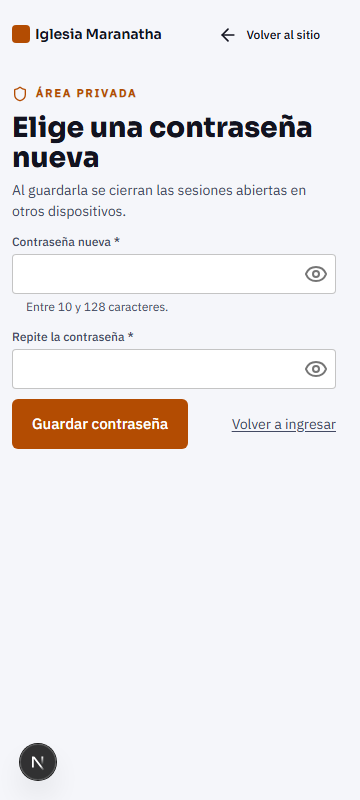 Iglesia Maranatha
Volver al sitio
ÁREA PRIVADA
Elige una contraseña
nueva
Al guardarla se cierran las sesiones abiertas en
otros dispositivos.
Contraseña nueva *
Entre 10 y 128 caracteres.
Repite la contraseña *
Guardar contraseña
Volver a ingresar
N